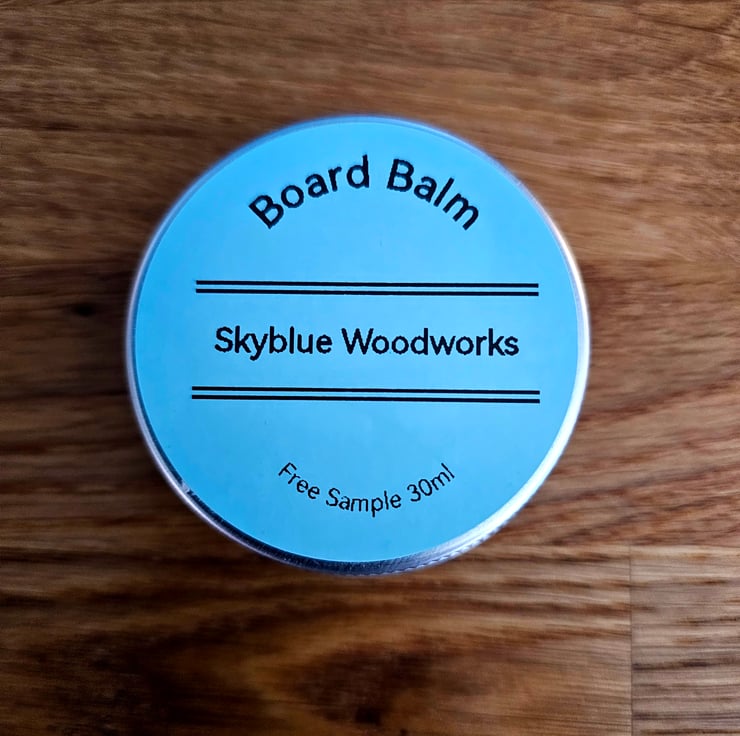 Board Balm
Skyblue Woodworks
Free Sample 30ml